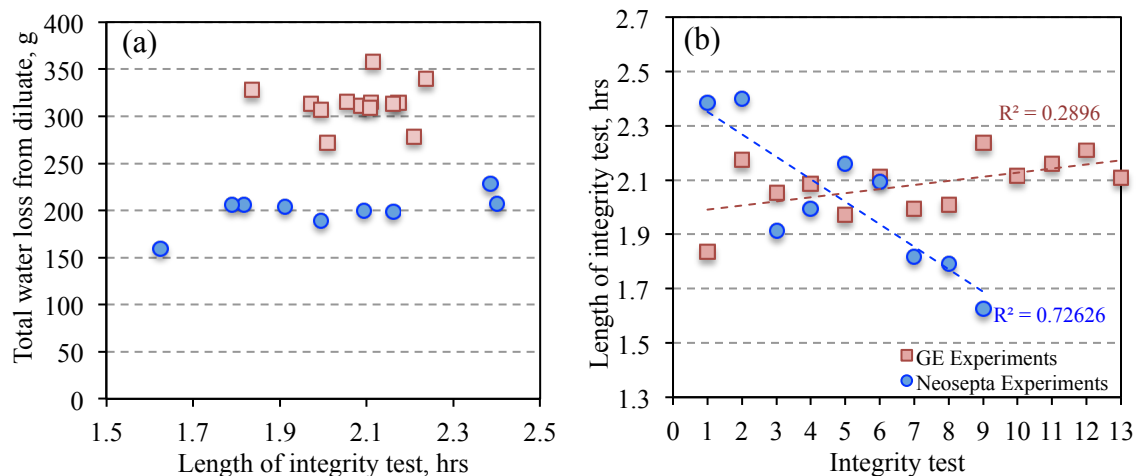 (a)
Total water loss from diluate, g
400
350
300
250
200
150
100
50
0
1.5 1.7 1.9 2.1 2.3 2.5
Length of integrity test, hrs
(b)
Length of integrity test, hrs
2.7
2.5
2.3
2.1
1.9
1.7
1.5
1.3
R² = 0.2896
R² = 0.72626
GE Experiments
Neosepta Experiments
0 1 2 3 4 5 6 7 8 9 10 11 12 13
Integrity test